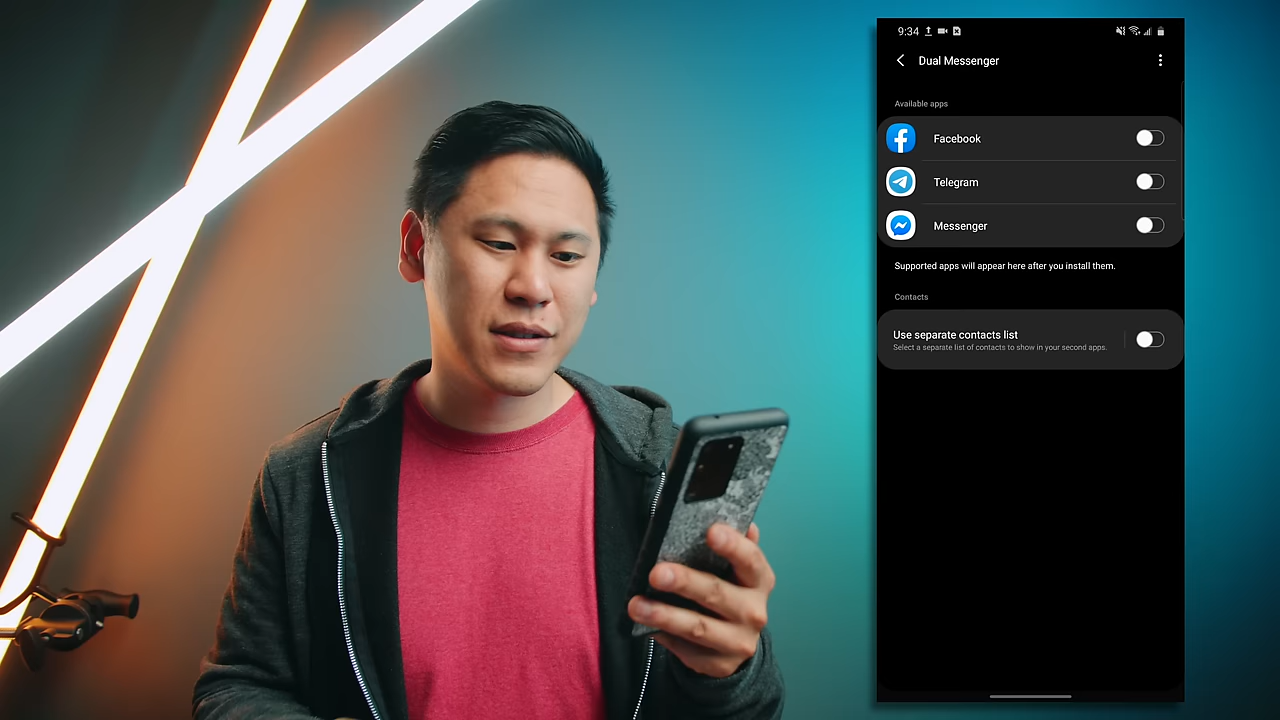 9:34
Dual Messenger
Available apps
Facebook
Telegram
Messenger
Supported apps will appear here after you install them.
Contacts
Use separate contacts list
Select a separate list of contacts to show in your second apps.